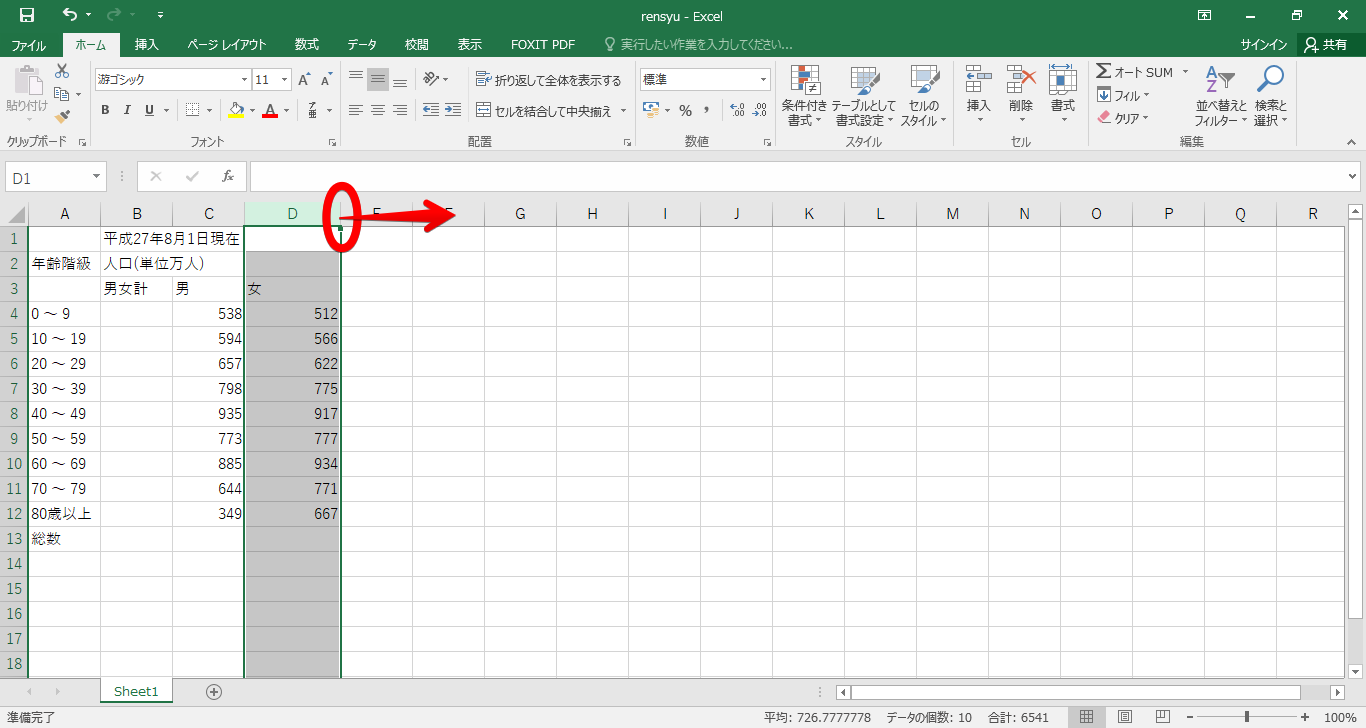 rensyu - Excel
ファイル ホーム 挿入 ページ レイアウト 数式 データ 校閲 表示 FOXIT PDF 実行したい作業を入力してください... サインイン 共有
貼り付け
游ゴシック 11
B I U
折り返して全体を表示する
セルを結合して中央揃え
標準
% ,
条件付き書式 テーブルとして書式設定 セルのスタイル
挿入 削除 書式
オート SUM
フィル
クリア
並べ替えとフィルター 検索と選択
クリップボード フォント 配置 数値 スタイル セル 編集
D1 fx
A B C D G H I J K L M N O P Q R
1 平成27年8月1日現在
2 年齢階級 人口(単位万人)
3 男女計 男 女
4 0 〜 9 538 512
5 10 〜 19 594 566
6 20 〜 29 657 622
7 30 〜 39 798 775
8 40 〜 49 935 917
9 50 〜 59 773 777
10 60 〜 69 885 934
11 70 〜 79 644 771
12 80歳以上 349 667
13 総数
14
15
16
17
18
Sheet1
準備完了 平均: 726.7777778 データの個数: 10 合計: 6541 100%